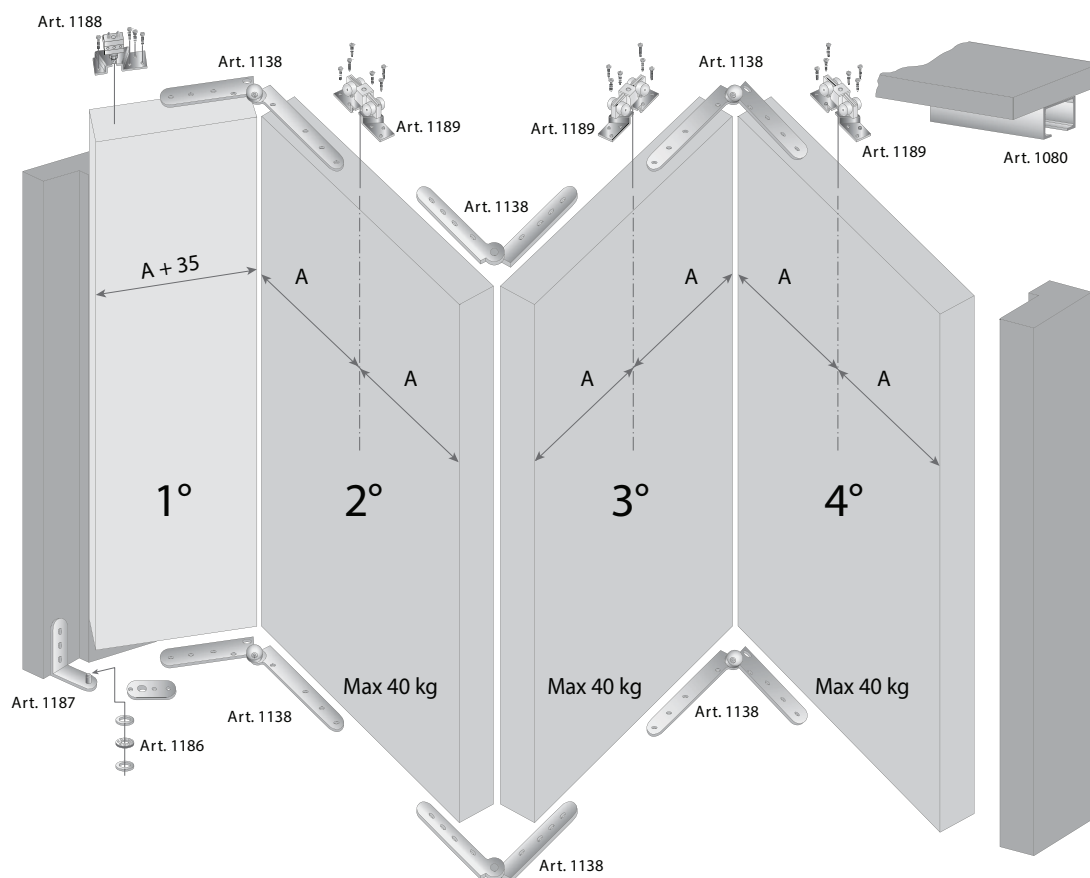 Art. 1188
Art. 1138
Art. 1189
Art. 1189
Art. 1138
Art. 1189
Art. 1080
Art. 1138
A + 35
A
A
A
A
A
A
1°
2°
3°
4°
Max 40 kg
Max 40 kg
Max 40 kg
Art. 1187
Art. 1186
Art. 1138
Art. 1138
Art. 1138